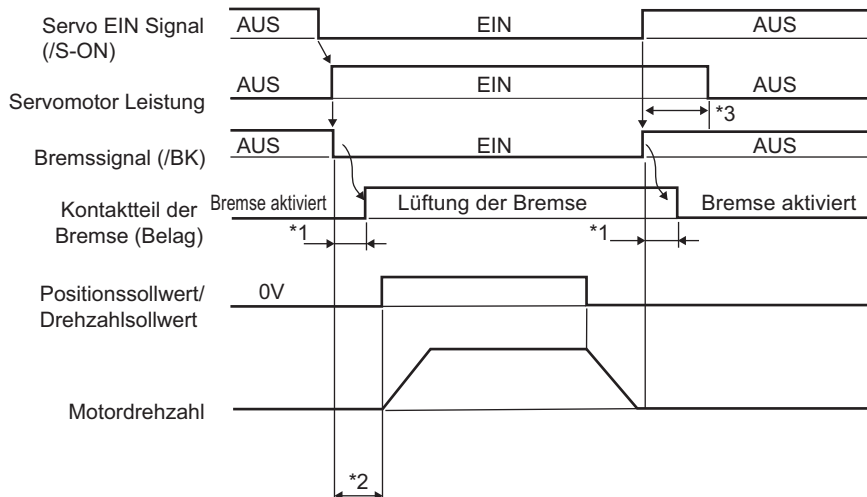 Servo EIN Signal
(/S-ON)
AUS EIN AUS
Servomotor Leistung
AUS EIN AUS
*3
Bremssignal (/BK)
AUS EIN AUS
Kontaktteil der
Bremse (Belag)
Bremse aktiviert Lüftung der Bremse Bremse aktiviert
*1 *1
Positionssollwert/
Drehzahlsollwert
0V
Motordrehzahl
*2